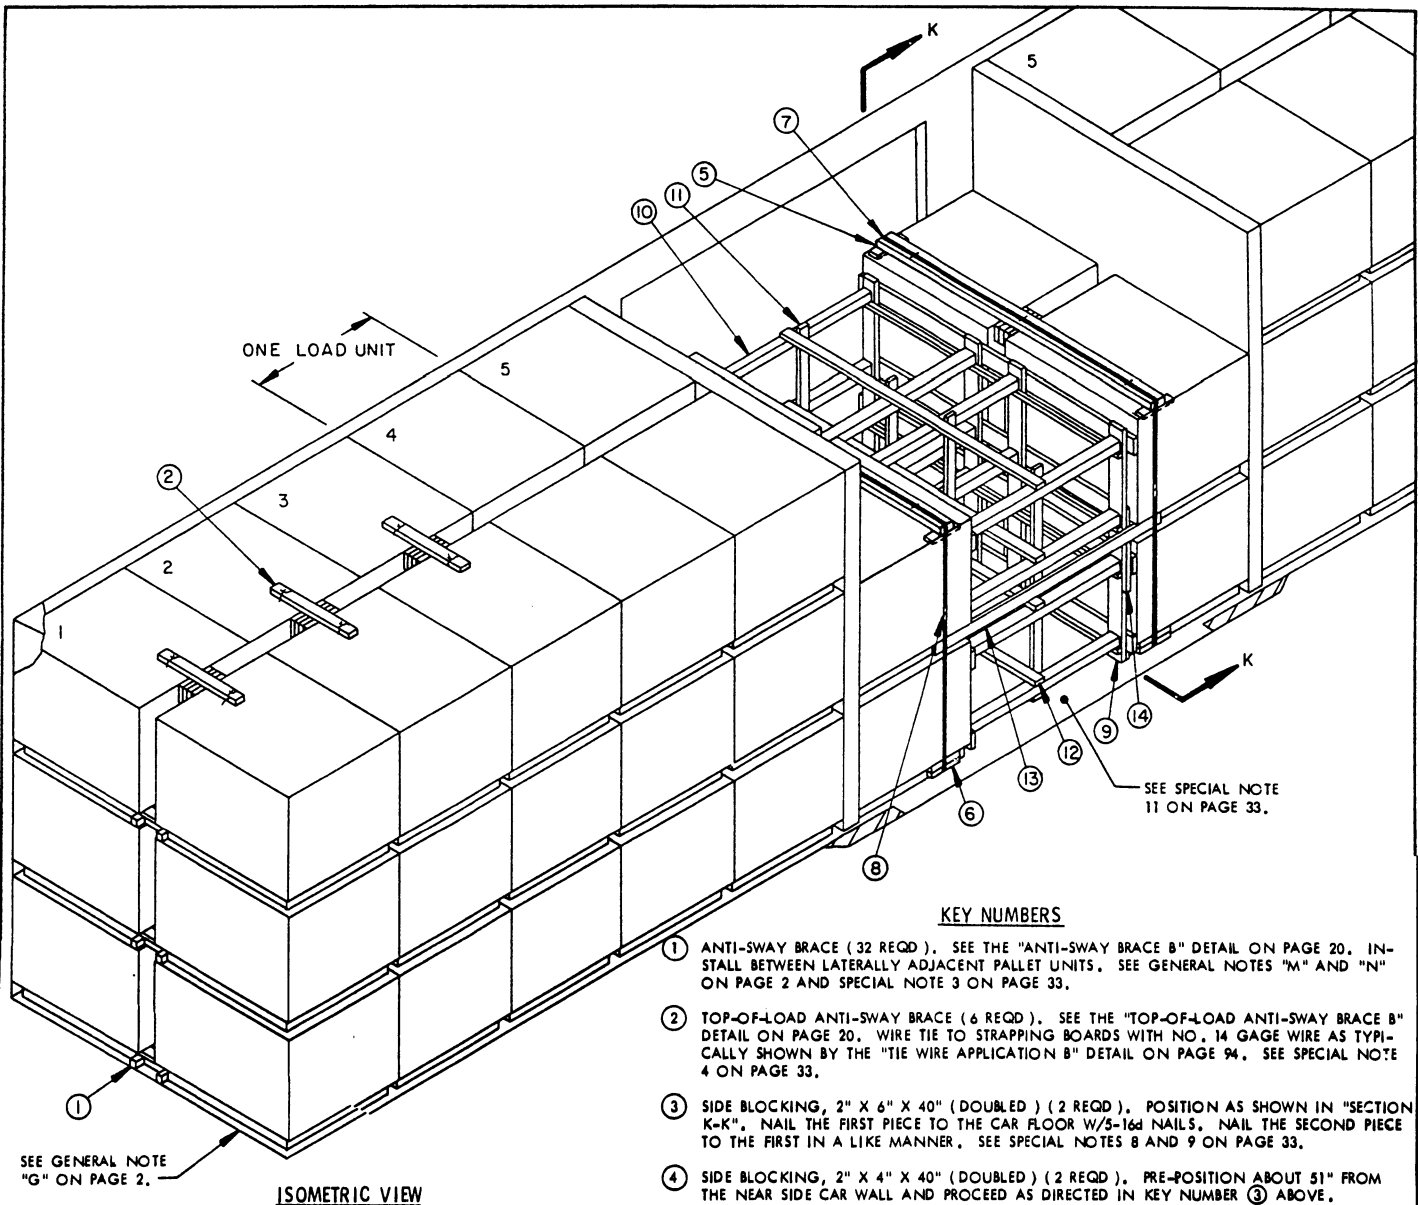 K
5
7
5
11
10
ONE LOAD UNIT
5
4
2
3
2
1
K
14
9
12
13
SEE SPECIAL NOTE
11 ON PAGE 33.
6
8
1
SEE GENERAL NOTE
"G" ON PAGE 2.
ISOMETRIC VIEW
KEY NUMBERS
1 ANTI-SWAY BRACE (32 REQD). SEE THE "ANTI-SWAY BRACE B" DETAIL ON PAGE 20. IN-
STALL BETWEEN LATERALLY ADJACENT PALLET UNITS. SEE GENERAL NOTES "M" AND "N"
ON PAGE 2 AND SPECIAL NOTE 3 ON PAGE 33.
2 TOP-OF-LOAD ANTI-SWAY BRACE (6 REQD). SEE THE "TOP-OF-LOAD ANTI-SWAY BRACE B"
DETAIL ON PAGE 20. WIRE TIE TO STRAPPING BOARDS WITH NO. 14 GAGE WIRE AS TYPI-
CALLY SHOWN BY THE "TIE WIRE APPLICATION B" DETAIL ON PAGE 94. SEE SPECIAL NOTE
4 ON PAGE 33.
3 SIDE BLOCKING, 2" X 6" X 40" (DOUBLED) (2 REQD). POSITION AS SHOWN IN "SECTION
K-K". NAIL THE FIRST PIECE TO THE CAR FLOOR W/5-16d NAILS. NAIL THE SECOND PIECE
TO THE FIRST IN A LIKE MANNER. SEE SPECIAL NOTES 8 AND 9 ON PAGE 33.
4 SIDE BLOCKING, 2" X 4" X 40" (DOUBLED) (2 REQD). PRE-POSITION ABOUT 51" FROM
THE NEAR SIDE CAR WALL AND PROCEED AS DIRECTED IN KEY NUMBER 3 ABOVE.